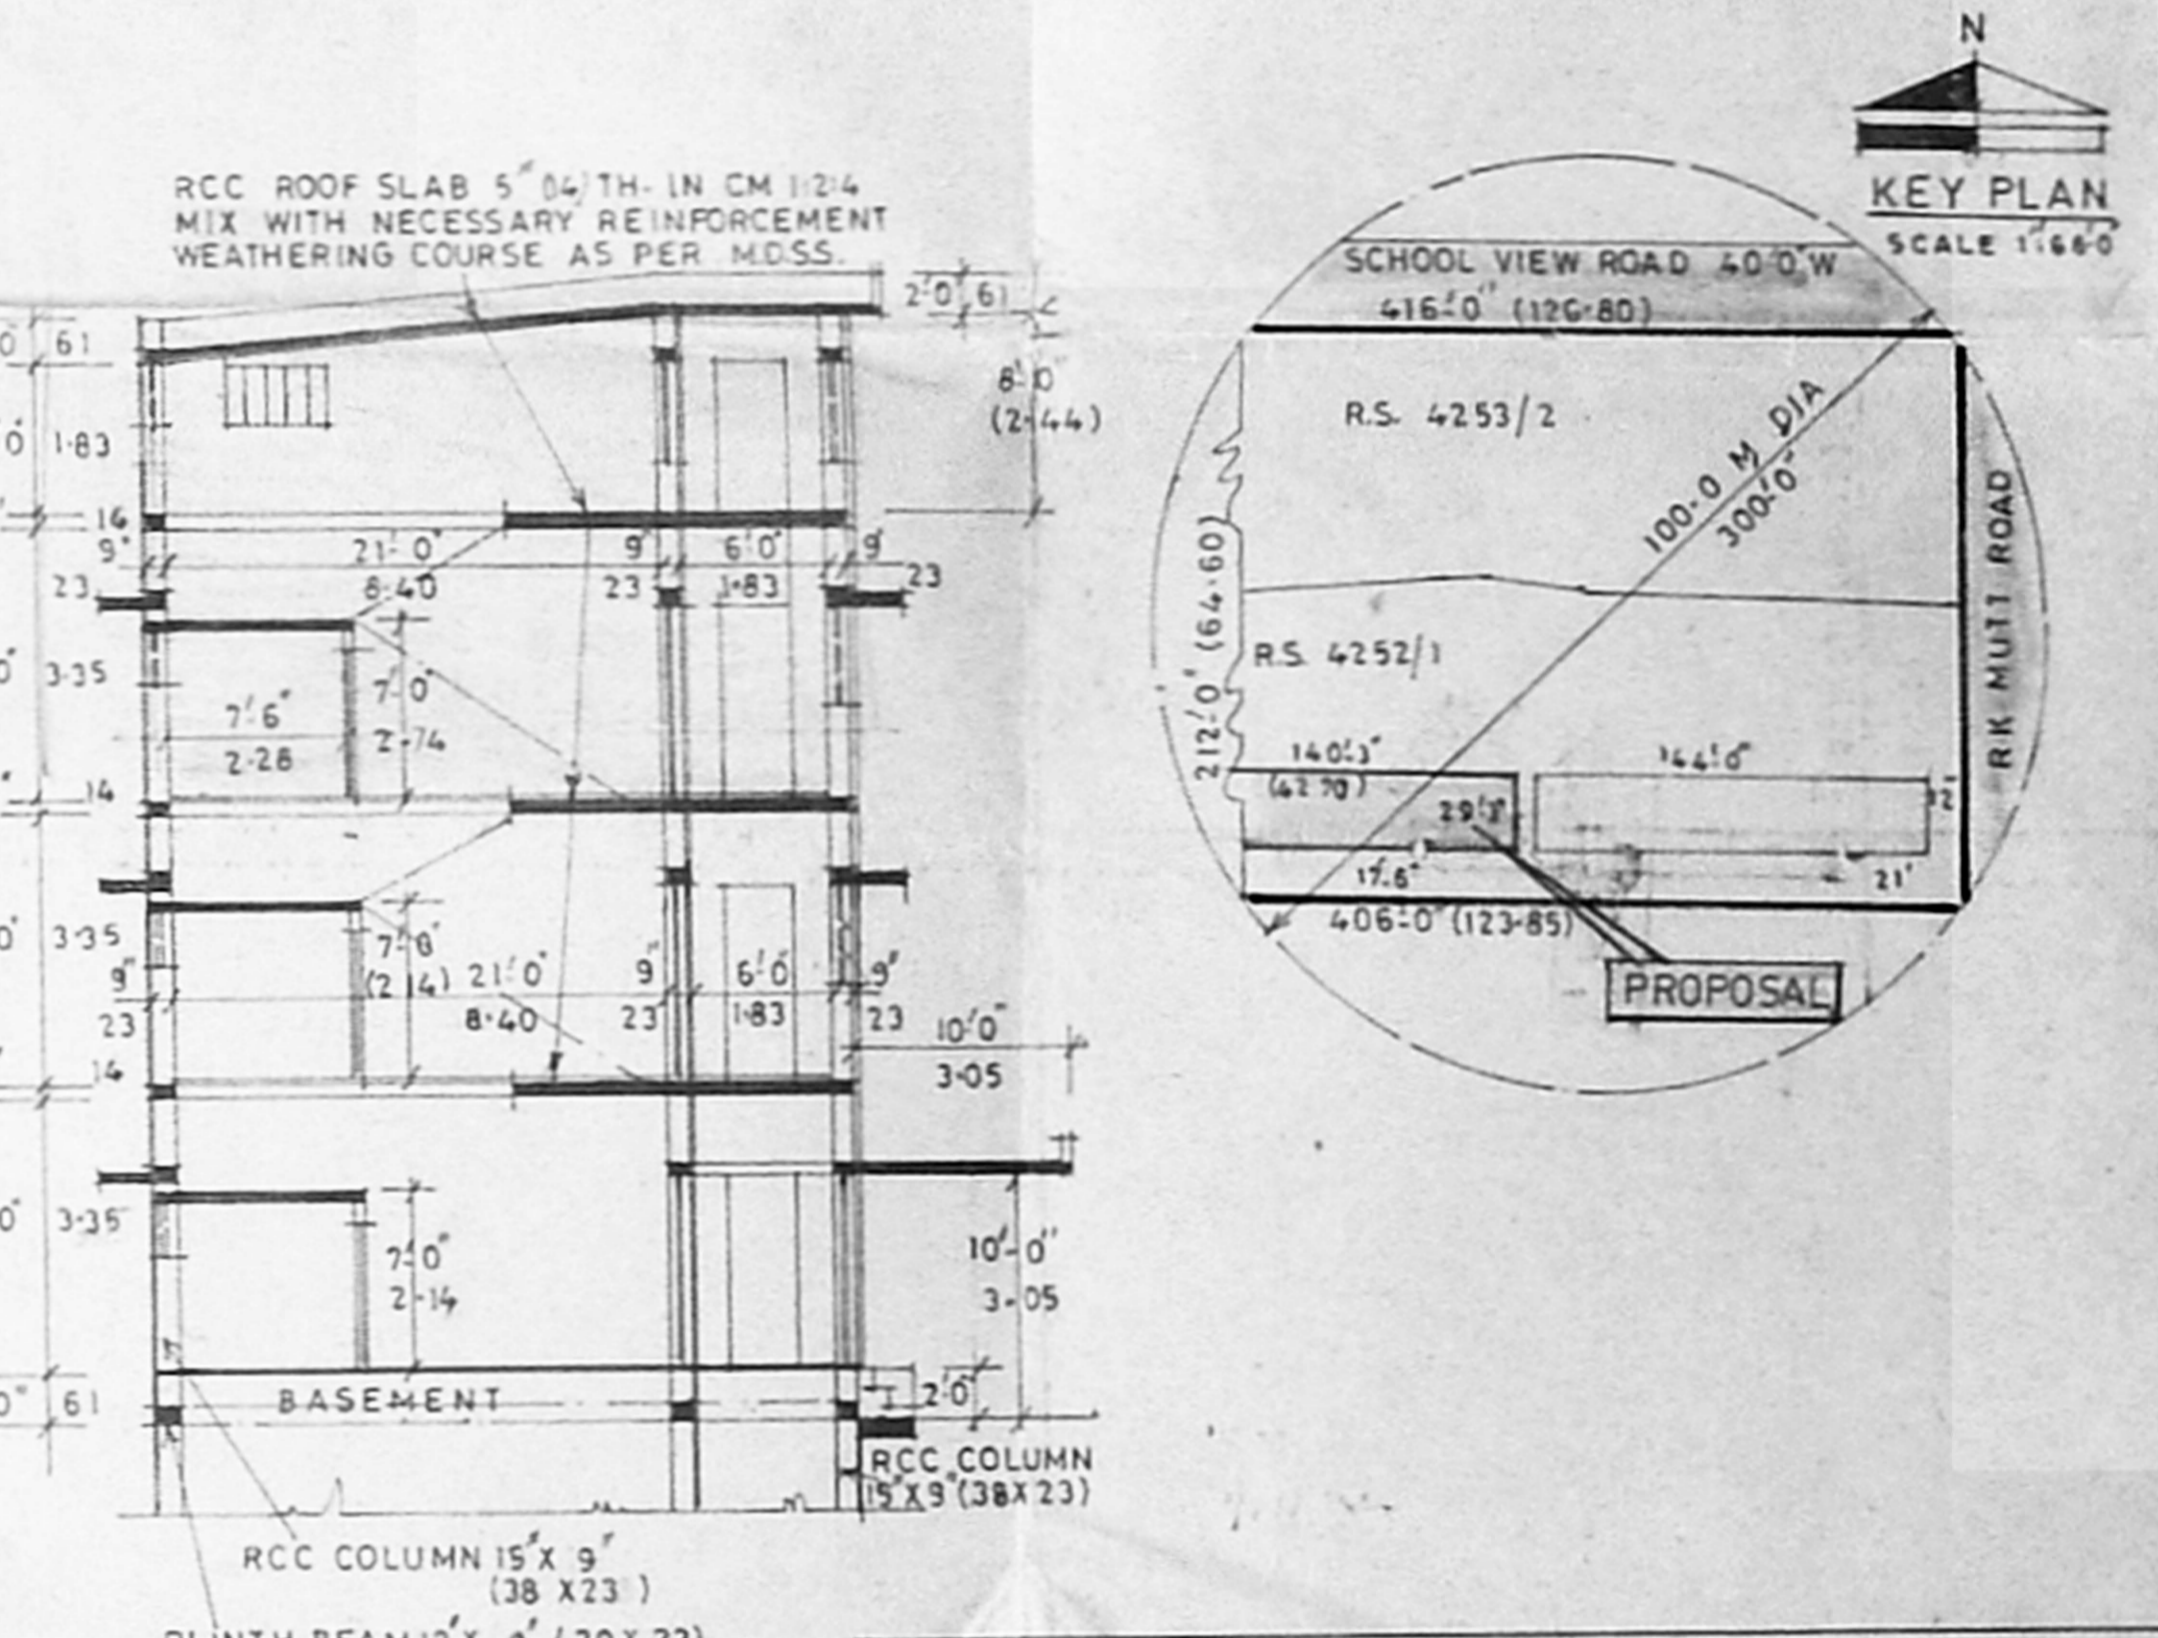 N
KEY PLAN
SCALE 1":66'0"
RCC ROOF SLAB 5" (14) TH- IN CM 1:2:4
MIX WITH NECESSARY REINFORCEMENT
WEATHERING COURSE AS PER M.D.S.S.
2'-0" 61
61
8'-0"
(2-44)
1-83
14
9" 21'-0" 9" 6'-0" 9"
23 8-40 23 1-83 23
3-35
7'-0"
2-74
7'-6"
2-28
14
3-35
7'-0"
(2 14)
9" 21'-0" 9" 6'-0" 9"
23 8-40 23 1-83 23
10'-0"
3-05
14
3-35
7'-0"
2-14
10'-0"
3-05
61
BASEMENT
2'-0"
RCC COLUMN
15"X9"(38X23)
RCC COLUMN 15"X 9"
(38 X23)
SCHOOL VIEW ROAD 40'0"W
416'-0" (126-80)
R.S. 4253/2
100-0 M DIA
300'-0"
RK MUTT ROAD
212'-0" (64-60)
R.S. 4252/1
140'-3"
(42 70)
144'-0"
29'-3"
17'-6"
21'
406'-0" (123-85)
PROPOSAL